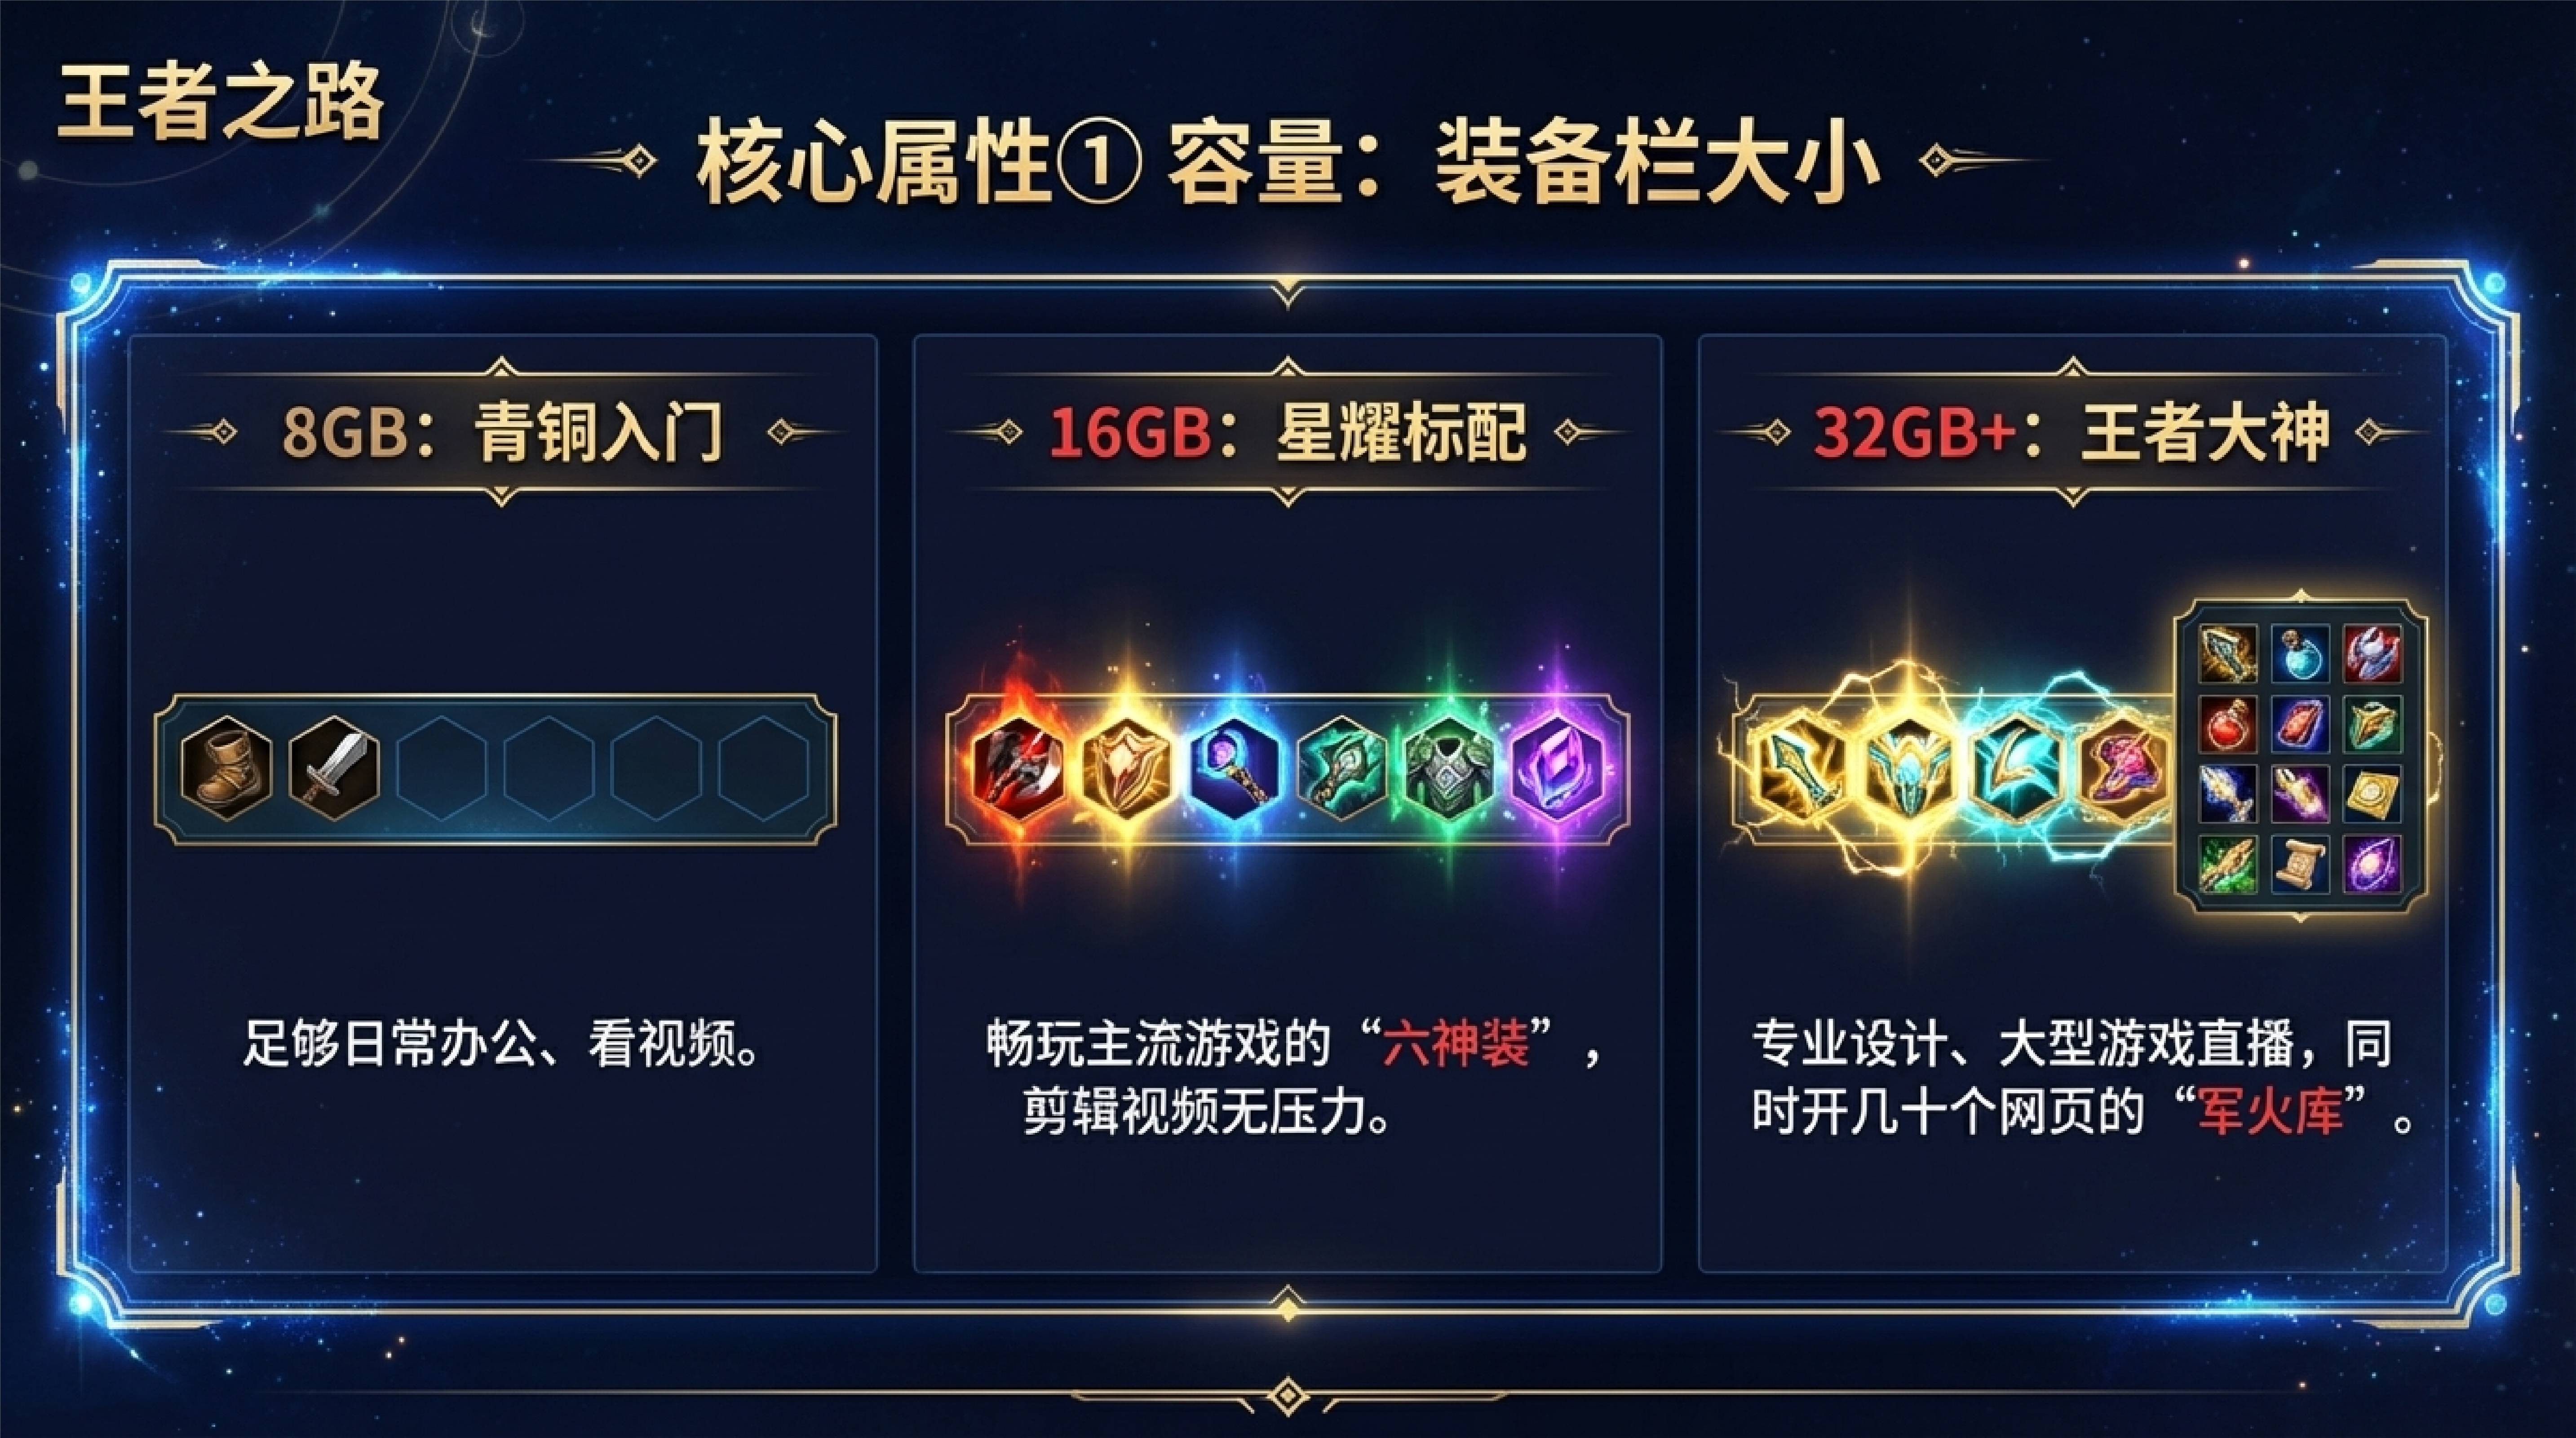 王者之路
核心属性① 容量：装备栏大小
8GB：青铜入门
足够日常办公、看视频。
16GB：星耀标配
畅玩主流游戏的“六神装”，
剪辑视频无压力。
32GB+：王者大神
专业设计、大型游戏直播，同
时开几十个网页的“军火库”。